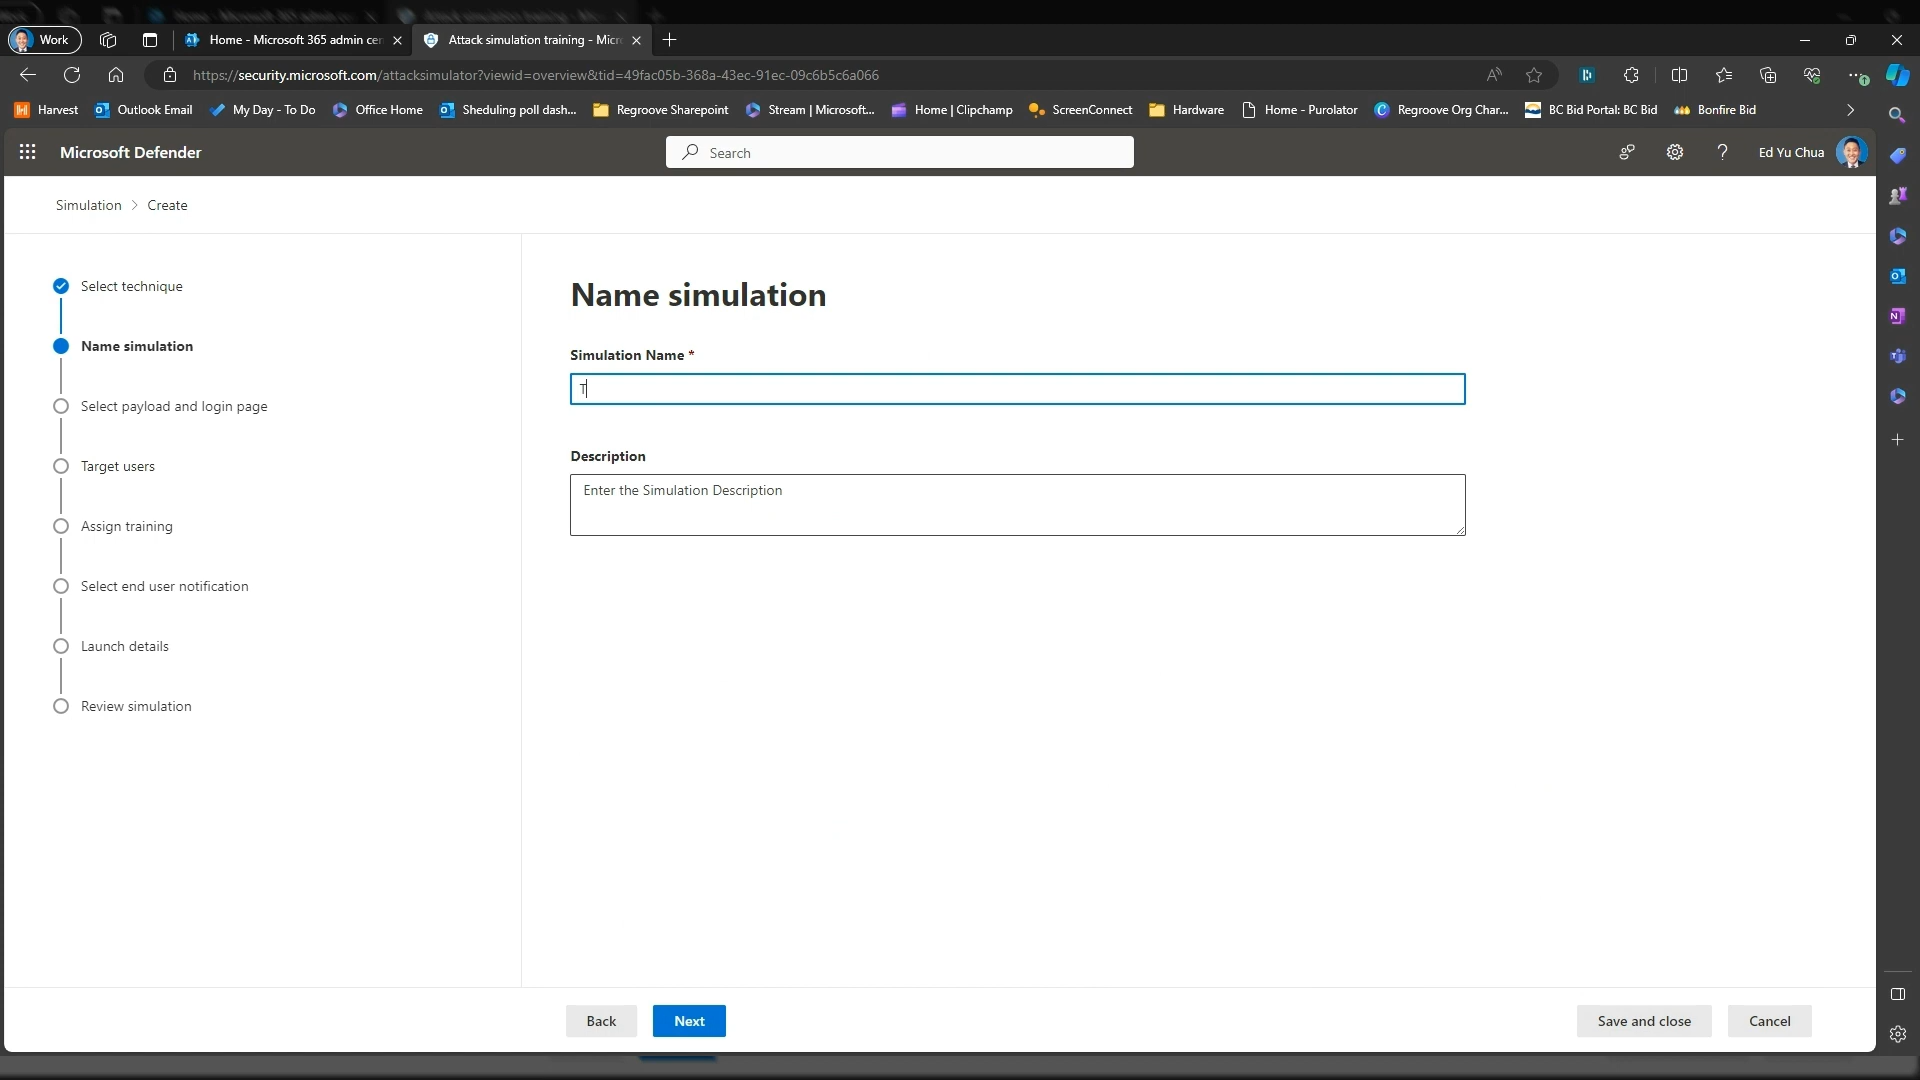 Work
Home - Microsoft 365 admin cen
Attack simulation training - Micr
https://security.microsoft.com/attacksimulator?viewid=overview&tid=49fac05b-368a-43ec-91ec-09c6b5c6a066
Harvest
Outlook Email
My Day - To Do
Office Home
Sheduling poll dash...
Regroove Sharepoint
Stream | Microsoft...
Home | Clipchamp
ScreenConnect
Hardware
Home - Purolator
Regroove Org Char...
BC Bid Portal: BC Bid
Bonfire Bid
Microsoft Defender
Search
Ed Yu Chua
Simulation > Create
Select technique
Name simulation
Select payload and login page
Target users
Assign training
Select end user notification
Launch details
Review simulation
Name simulation
Simulation Name *
T
Description
Enter the Simulation Description
Back
Next
Save and close
Cancel